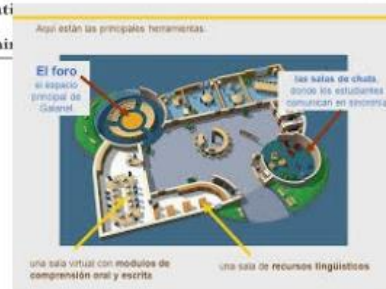 Aquí están las principales herramientas:
El foro
el espacio
principal de
Galanet
las salas de chats,
donde los estudiantes
comunican en sincronía
una sala virtual con modulos de
comprensión oral y escrita
una sala de recursos lingüísticos